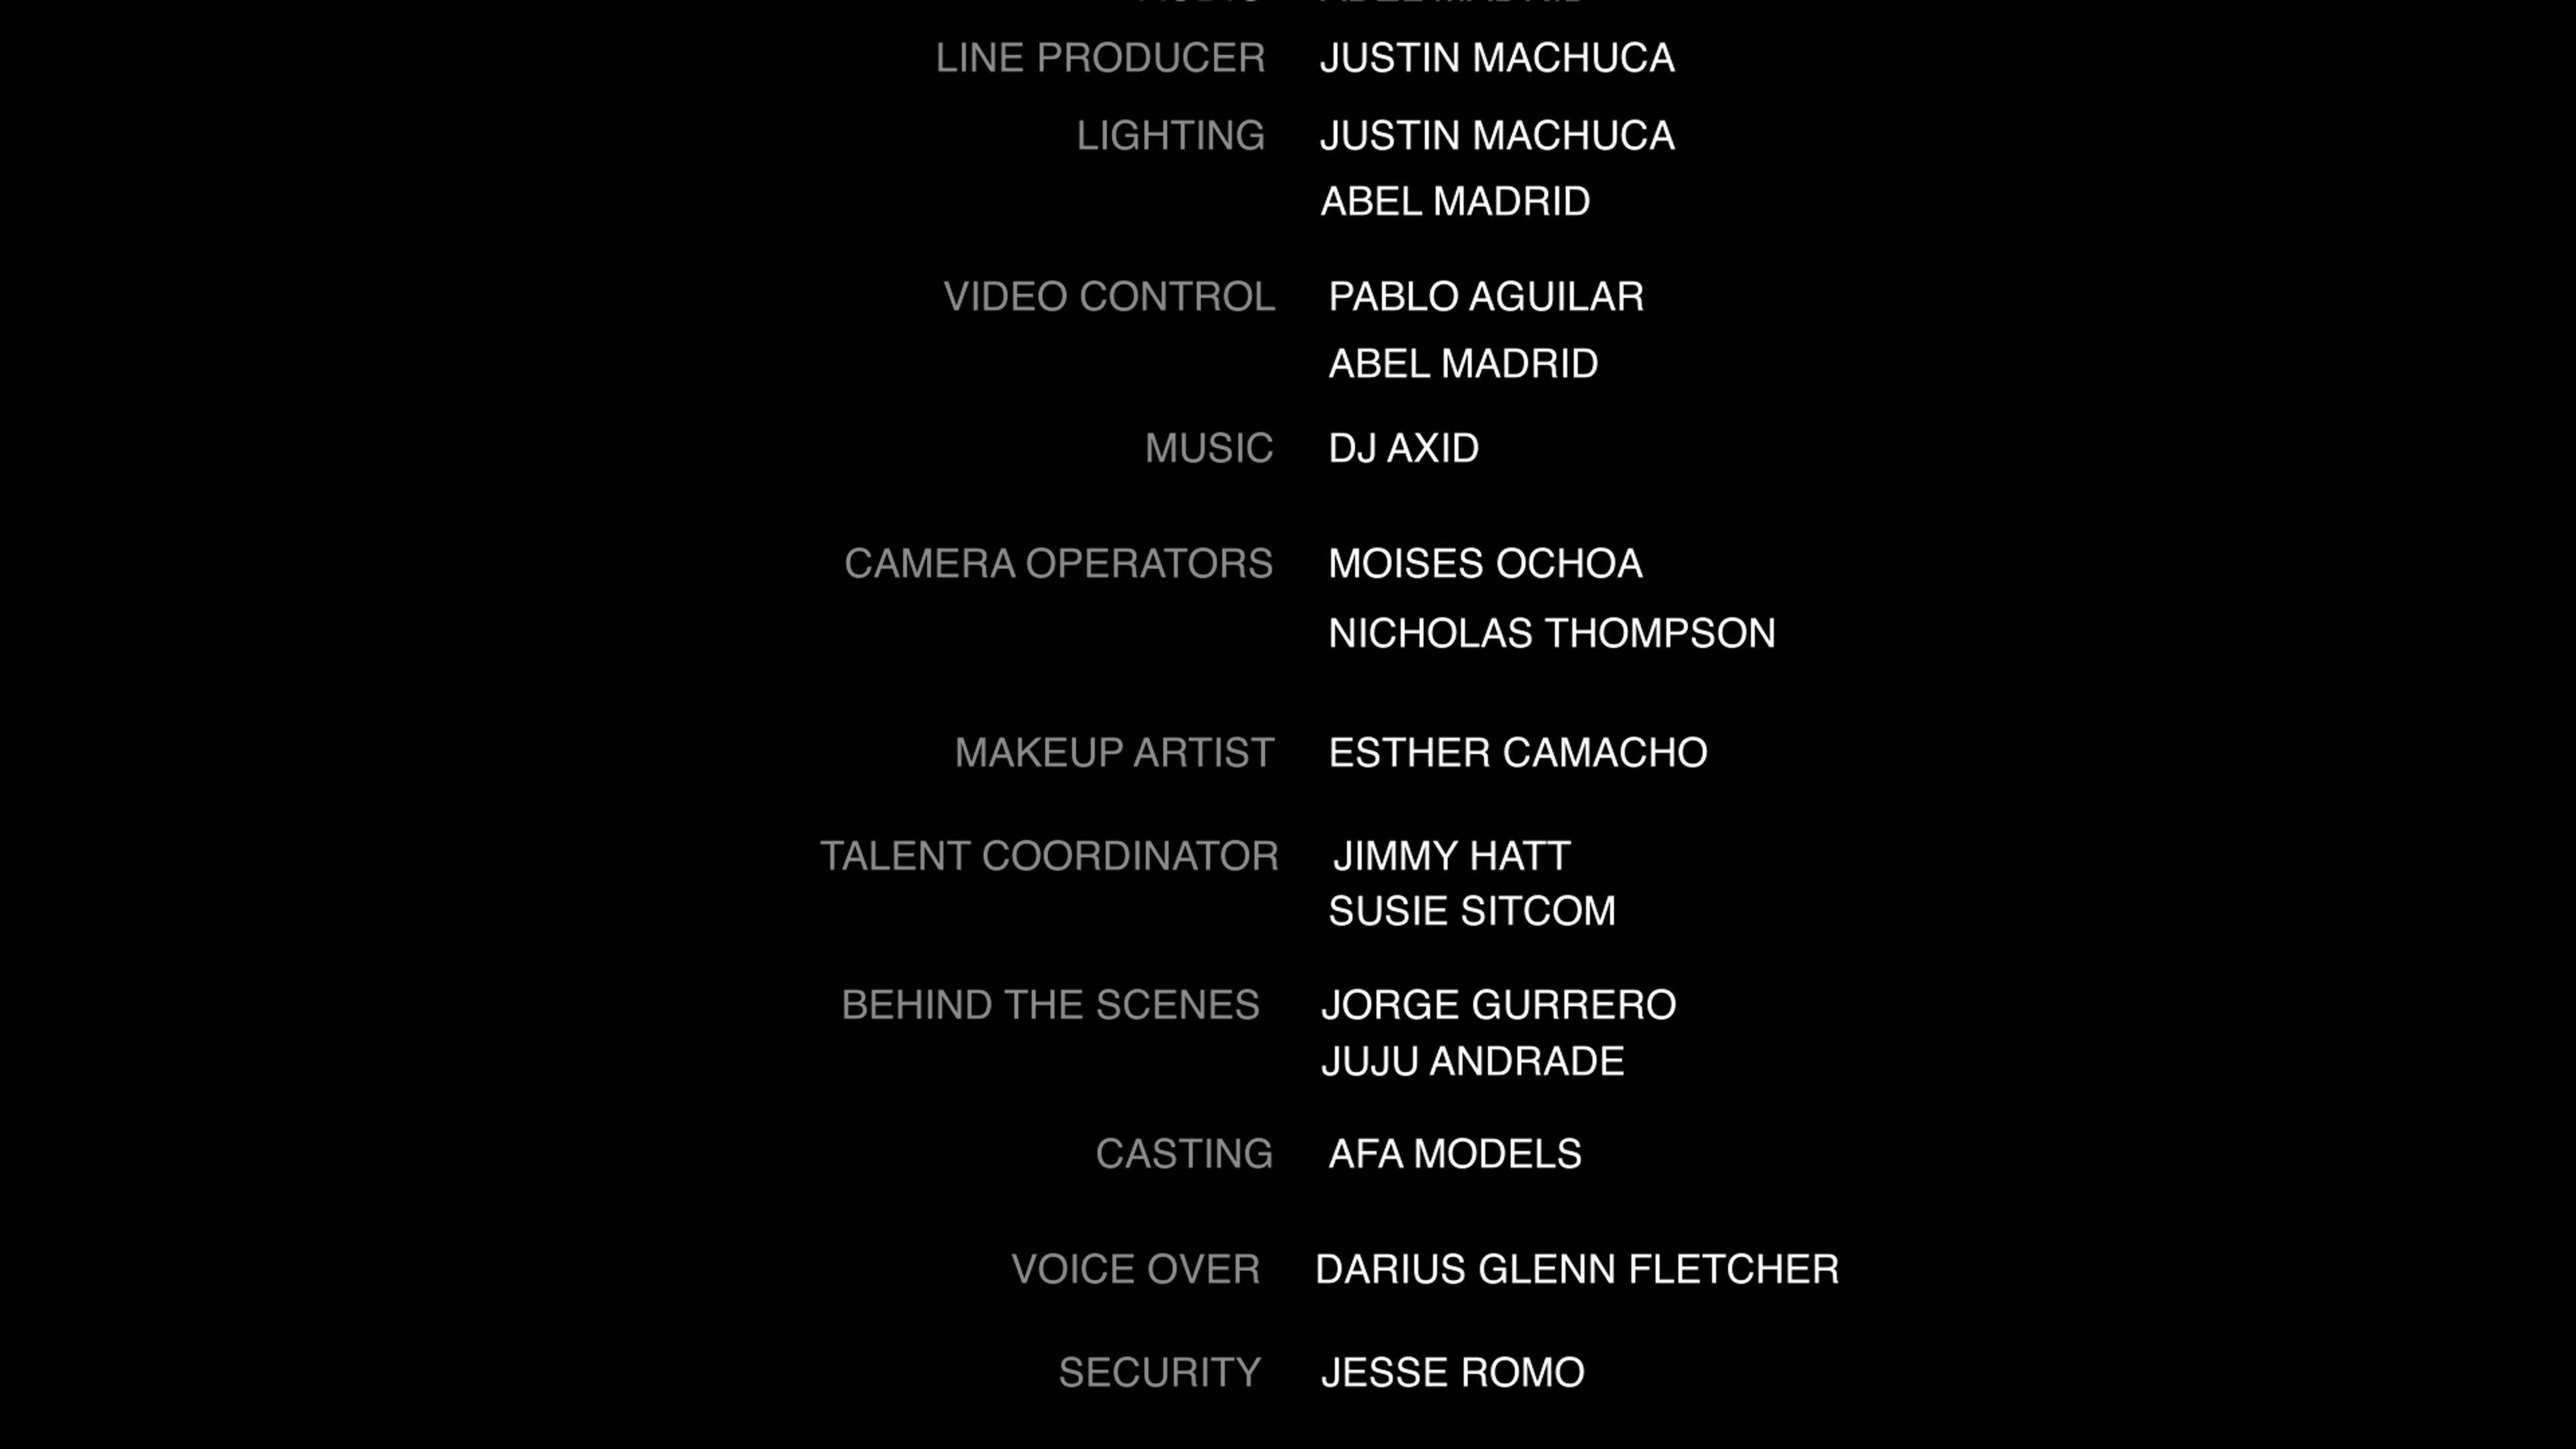 LINE PRODUCER JUSTIN MACHUCA
LIGHTING JUSTIN MACHUCA
ABEL MADRID
VIDEO CONTROL PABLO AGUILAR
ABEL MADRID
MUSIC DJ AXID
CAMERA OPERATORS MOISES OCHOA
NICHOLAS THOMPSON
MAKEUP ARTIST ESTHER CAMACHO
TALENT COORDINATOR JIMMY HATT
SUSIE SITCOM
BEHIND THE SCENES JORGE GURRERO
JUJU ANDRADE
CASTING AFA MODELS
VOICE OVER DARIUS GLENN FLETCHER
SECURITY JESSE ROMO